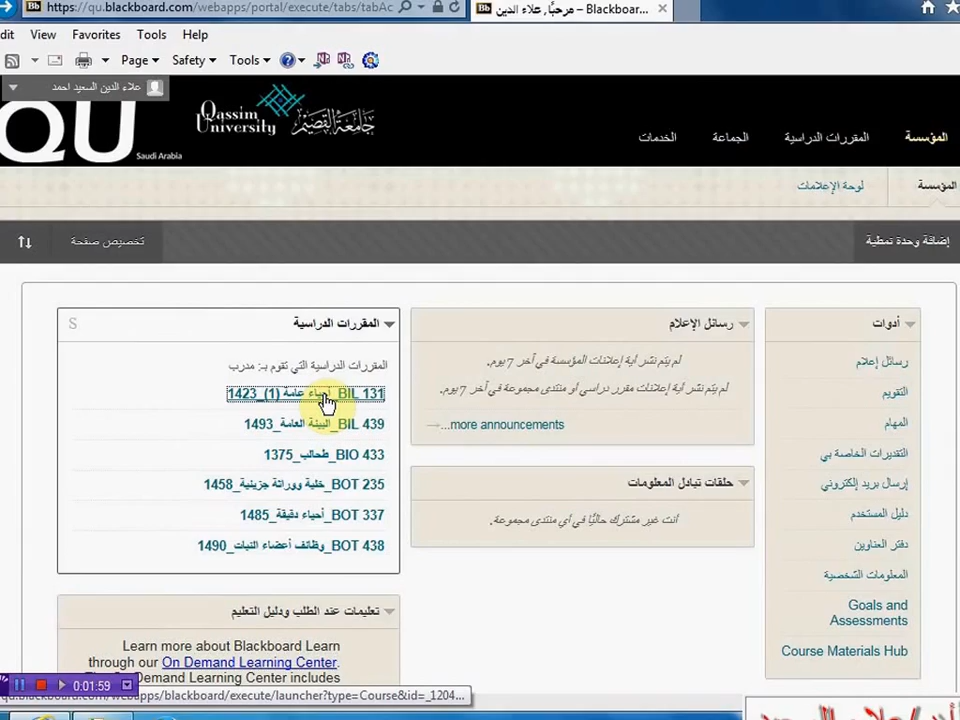 https://qu.blackboard.com/webapps/portal/execute/tabs/tabAc
مرحبًا, علاء الدين – Blackboard...
dit View Favorites Tools Help
Page Safety Tools
علاء الدين السعيد احمد
QU
Saudi Arabia
Qassim University
جامعة القصيم
المؤسسة
المقررات الدراسية
الجماعة
الخدمات
المؤسسة
لوحة الإعلامات
إضافة وحدة نمطية
تخصيص صفحة
أدوات
رسائل إعلام
التقويم
المهام
التقديرات الخاصة بي
إرسال بريد إلكتروني
دليل المستخدم
دفتر العناوين
المعلومات الشخصية
Goals and
Assessments
Course Materials Hub
رسائل الإعلام
لم يتم نشر أية إعلانات المؤسسة في آخر 7 يوم.
لم يتم نشر أية إعلانات مقرر دراسي أو منتدى مجموعة في آخر 7 يوم.
more announcements...
حلقات تبادل المعلومات
أنت غير مشترك حاليًا في أي منتدى مجموعة.
المقررات الدراسية
S
المقررات الدراسية التي تقوم بـ: مدرب
BIL 131_أحياء عامة (1)_1423
BIL 439_البيئة العامة_1493
BIO 433_طحالب_1375
BOT 235_خلية ووراثة جزيئية_1458
BOT 337_أحياء دقيقة_1485
BOT 438_وظائف أعضاء النبات_1490
تعليمات عند الطلب ودليل التعليم
Learn more about Blackboard Learn
through our On Demand Learning Center.
Demand Learning Center includes
0:01:59
qu.blackboard.com/webapps/blackboard/execute/launcher?type=Course&id=_1204...